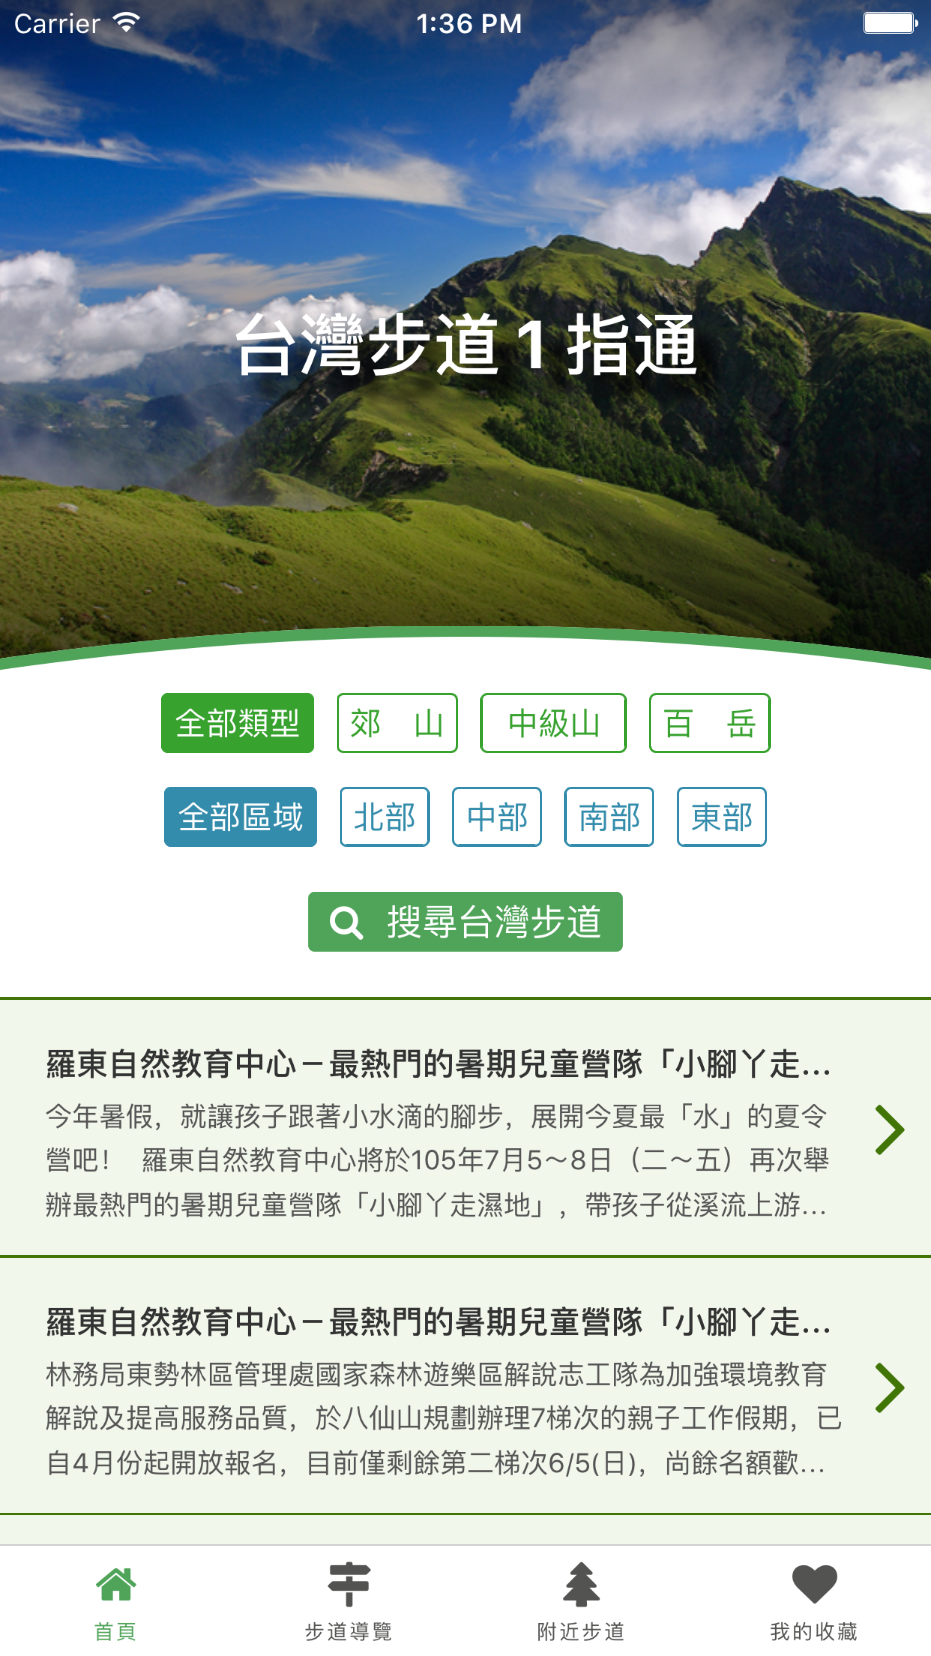 Carrier 1:36 PM
台灣步道1指通
全部類型 郊 山 中級山 百 岳
全部區域 北部 中部 南部 東部
搜尋台灣步道
羅東自然教育中心－最熱門的暑期兒童營隊「小腳丫走...
今年暑假，就讓孩子跟著小水滴的腳步，展開今夏最「水」的夏令
營吧！ 羅東自然教育中心將於105年7月5～8日（二～五）再次舉
辦最熱門的暑期兒童營隊「小腳丫走濕地」，帶孩子從溪流上游...
羅東自然教育中心－最熱門的暑期兒童營隊「小腳丫走...
林務局東勢林區管理處國家森林遊樂區解說志工隊為加強環境教育
解說及提高服務品質，於八仙山規劃辦理7梯次的親子工作假期，已
自4月份起開放報名，目前僅剩餘第二梯次6/5(日)，尚餘名額歡...
首頁 步道導覽 附近步道 我的收藏